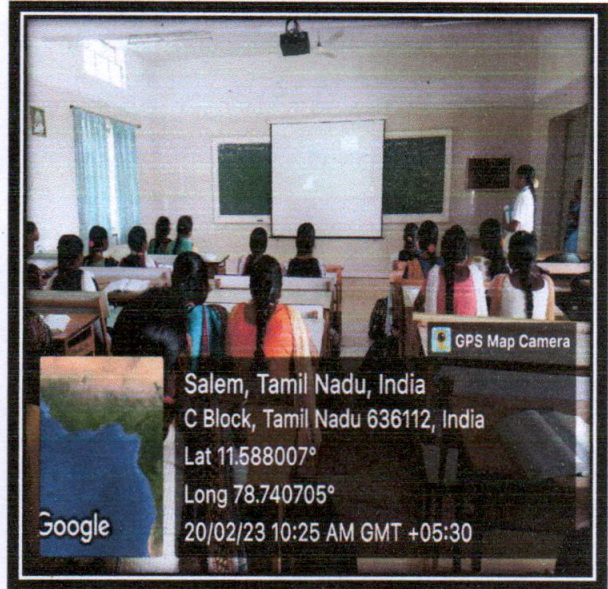 GPS Map Camera
Salem, Tamil Nadu, India
C Block, Tamil Nadu 636112, India
Lat 11.588007°
Long 78.740705°
20/02/23 10:25 AM GMT +05:30
Google